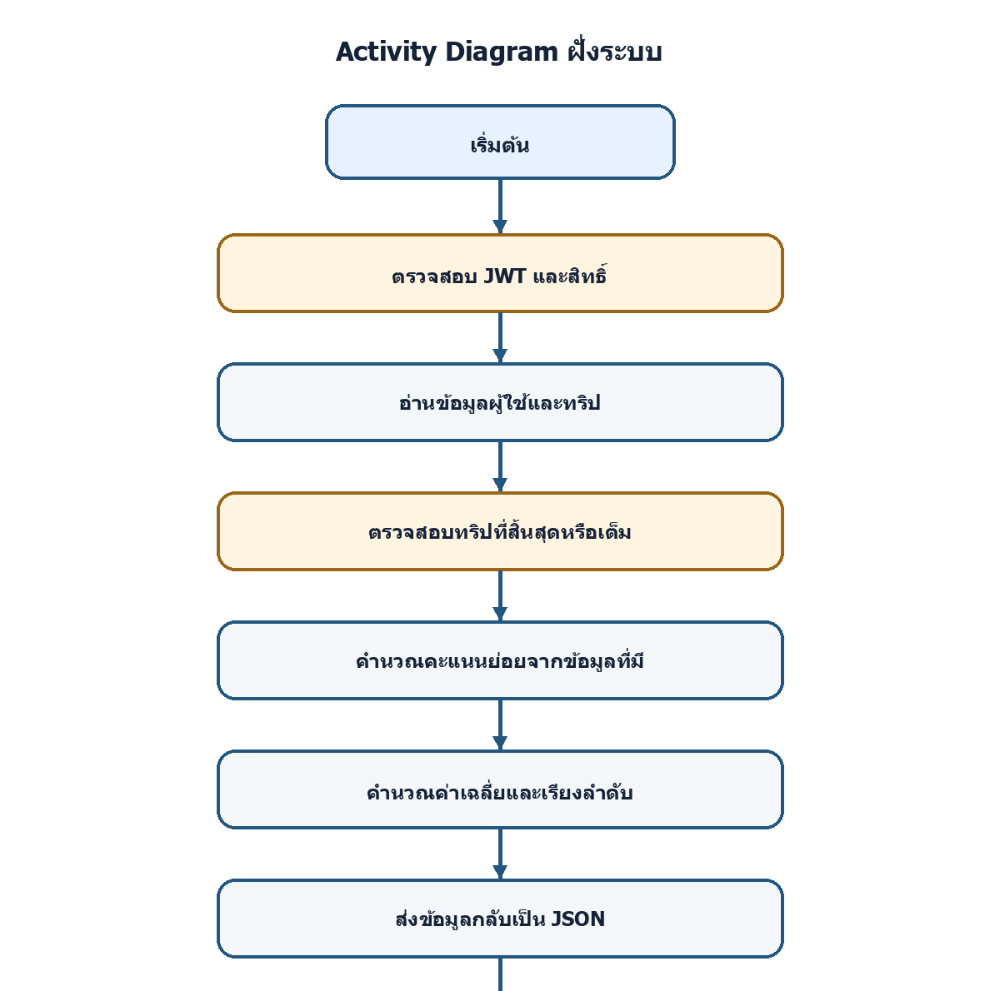 Activity Diagram ฝั่งระบบ
เริ่มต้น
ตรวจสอบ JWT และสิทธิ์
อ่านข้อมูลผู้ใช้และทริป
ตรวจสอบทริปที่สิ้นสุดหรือเต็ม
คำนวณคะแนนย่อยจากข้อมูลที่มี
คำนวณค่าเฉลี่ยและเรียงลำดับ
ส่งข้อมูลกลับเป็น JSON